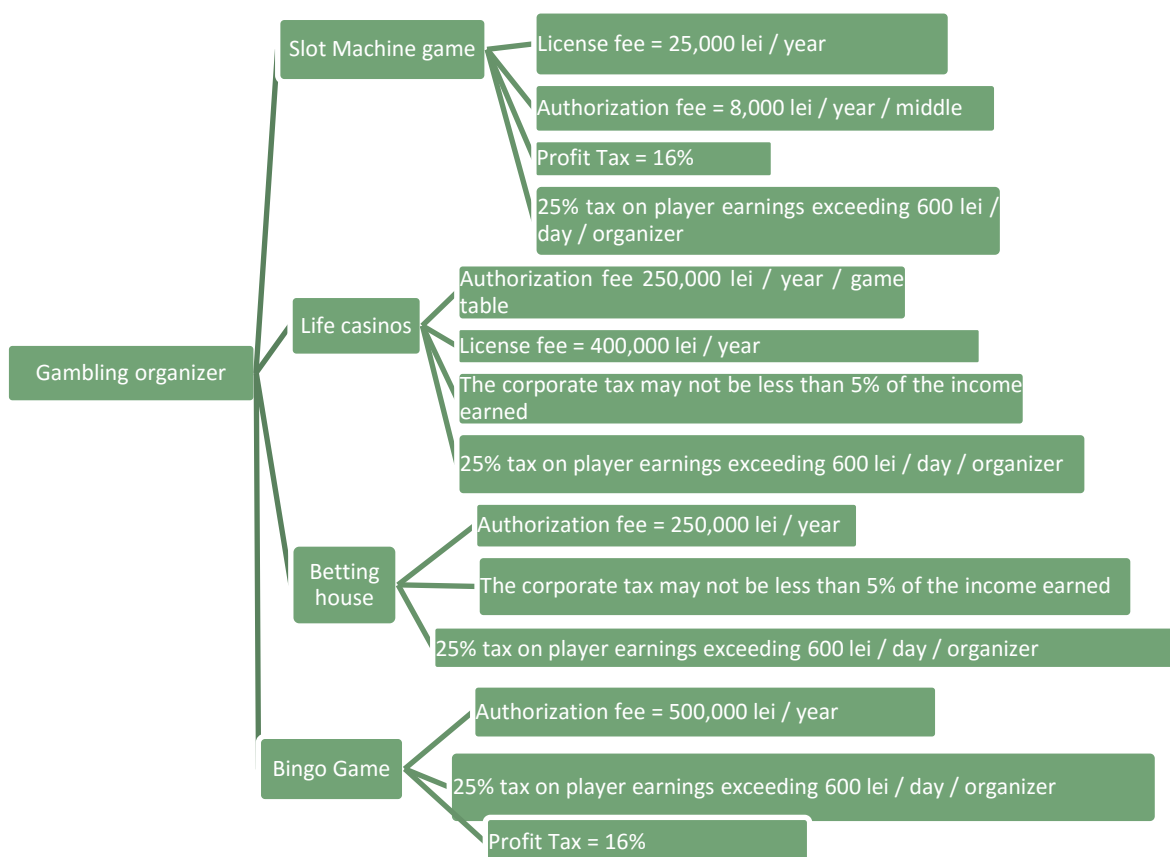 Gambling organizer
Slot Machine game
License fee = 25,000 lei / year
Authorization fee = 8,000 lei / year / middle
Profit Tax = 16%
25% tax on player earnings exceeding 600 lei /
day / organizer
Life casinos
Authorization fee 250,000 lei / year / game
table
License fee = 400,000 lei / year
The corporate tax may not be less than 5% of the income
earned
25% tax on player earnings exceeding 600 lei / day / organizer
Betting
house
Authorization fee = 250,000 lei / year
The corporate tax may not be less than 5% of the income earned
25% tax on player earnings exceeding 600 lei / day / organizer
Bingo Game
Authorization fee = 500,000 lei / year
25% tax on player earnings exceeding 600 lei / day / organizer
Profit Tax = 16%